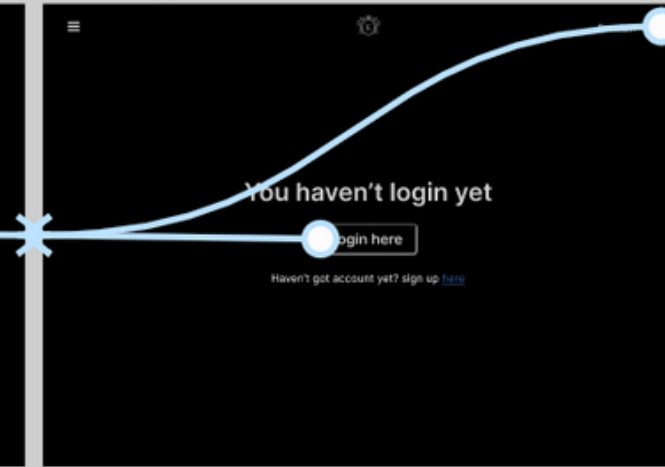 You haven't login yet
ogin here
Haven't got account yet? sign up here